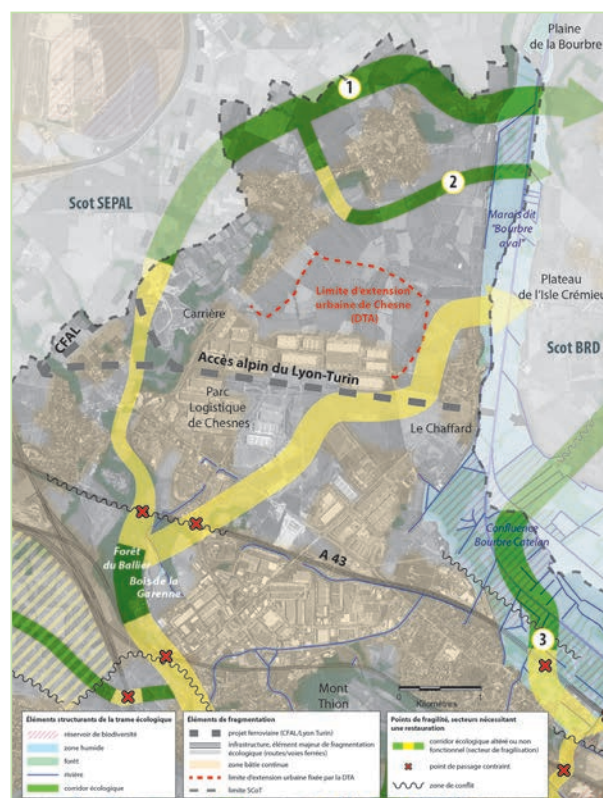 Plaine
de la Bourbre
1
Scot SEPAL
2
Marais dit
"Bourbre
aval"
Limite d'extension
urbaine de Chesne
(DTA)
Plateau
de l'Isle Crémieu
Carrière
CFAL
Scot BRD
Accès alpin du Lyon-Turin
Parc
Logistique
de Chesnes
Le Chaffard
Confluence
Bourbre Catelan
Forêt
du Ballier
Bois de la
Garenne
A 43
3
Mont
Thion
0
1
Kilomètres
Éléments structurants de la trame écologique
réservoir de biodiversité
zone humide
forêt
rivière
corridor écologique
Éléments de fragmentation
projet ferroviaire (CFAL/Lyon Turin)
infrastructure, élément majeur de fragmentation
écologique (routes/voies ferrées)
zone bâtie continue
limite d'extension urbaine fixée par la DTA
limite SCoT
Points de fragilité, secteurs nécessitant
une restauration
corridor écologique altéré ou non
fonctionnel (secteur de fragilisation)
point de passage contraint
zone de conflit